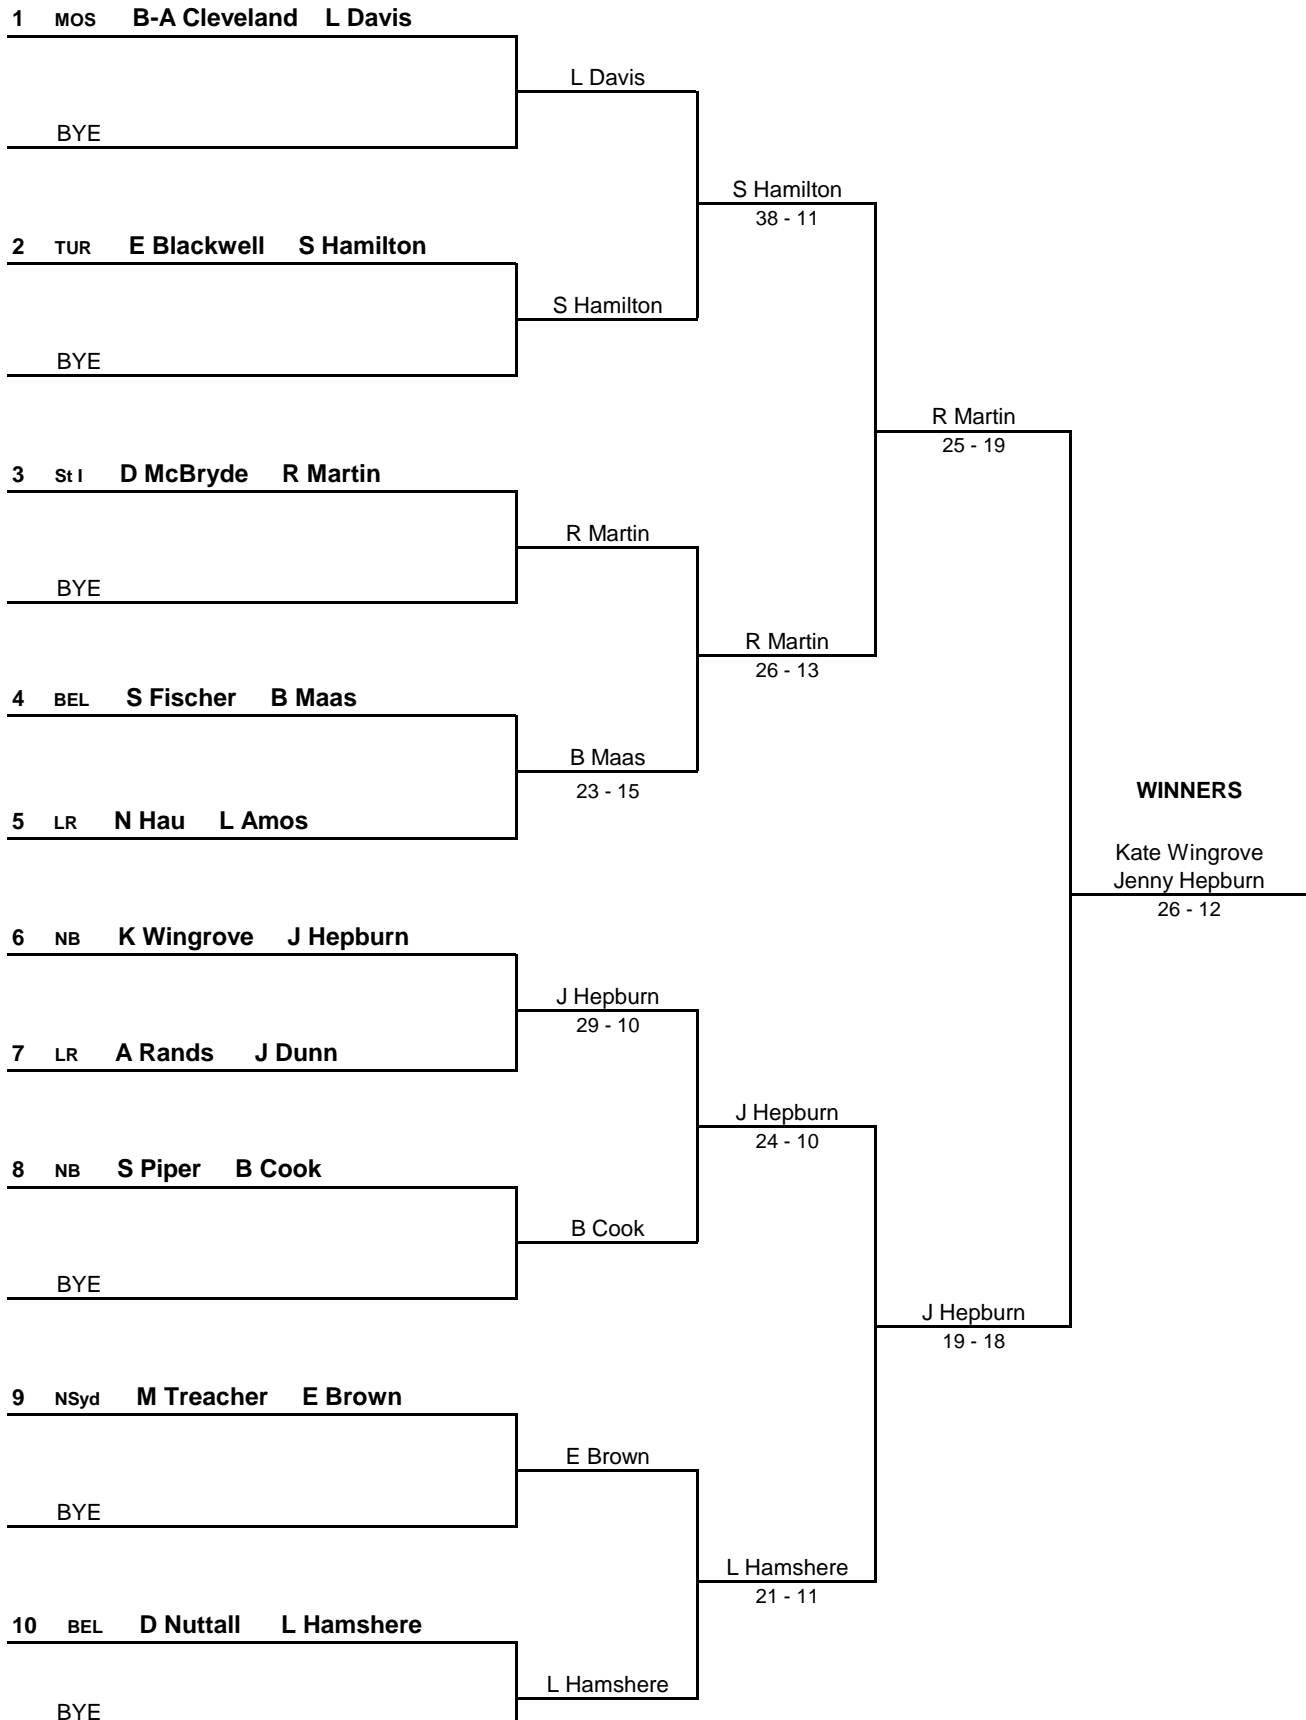 1 MOS B-A Cleveland L Davis
L Davis
BYE
S Hamilton
38 - 11
2 TUR E Blackwell S Hamilton
S Hamilton
BYE
R Martin
25 - 19
3 St I D McBryde R Martin
R Martin
BYE
R Martin
26 - 13
4 BEL S Fischer B Maas
B Maas
23 - 15
WINNERS
5 LR N Hau L Amos
Kate Wingrove
Jenny Hepburn
26 - 12
6 NB K Wingrove J Hepburn
J Hepburn
29 - 10
7 LR A Rands J Dunn
J Hepburn
24 - 10
8 NB S Piper B Cook
B Cook
BYE
J Hepburn
19 - 18
9 NSyd M Treacher E Brown
E Brown
BYE
L Hamshere
21 - 11
10 BEL D Nuttall L Hamshere
L Hamshere
BYE